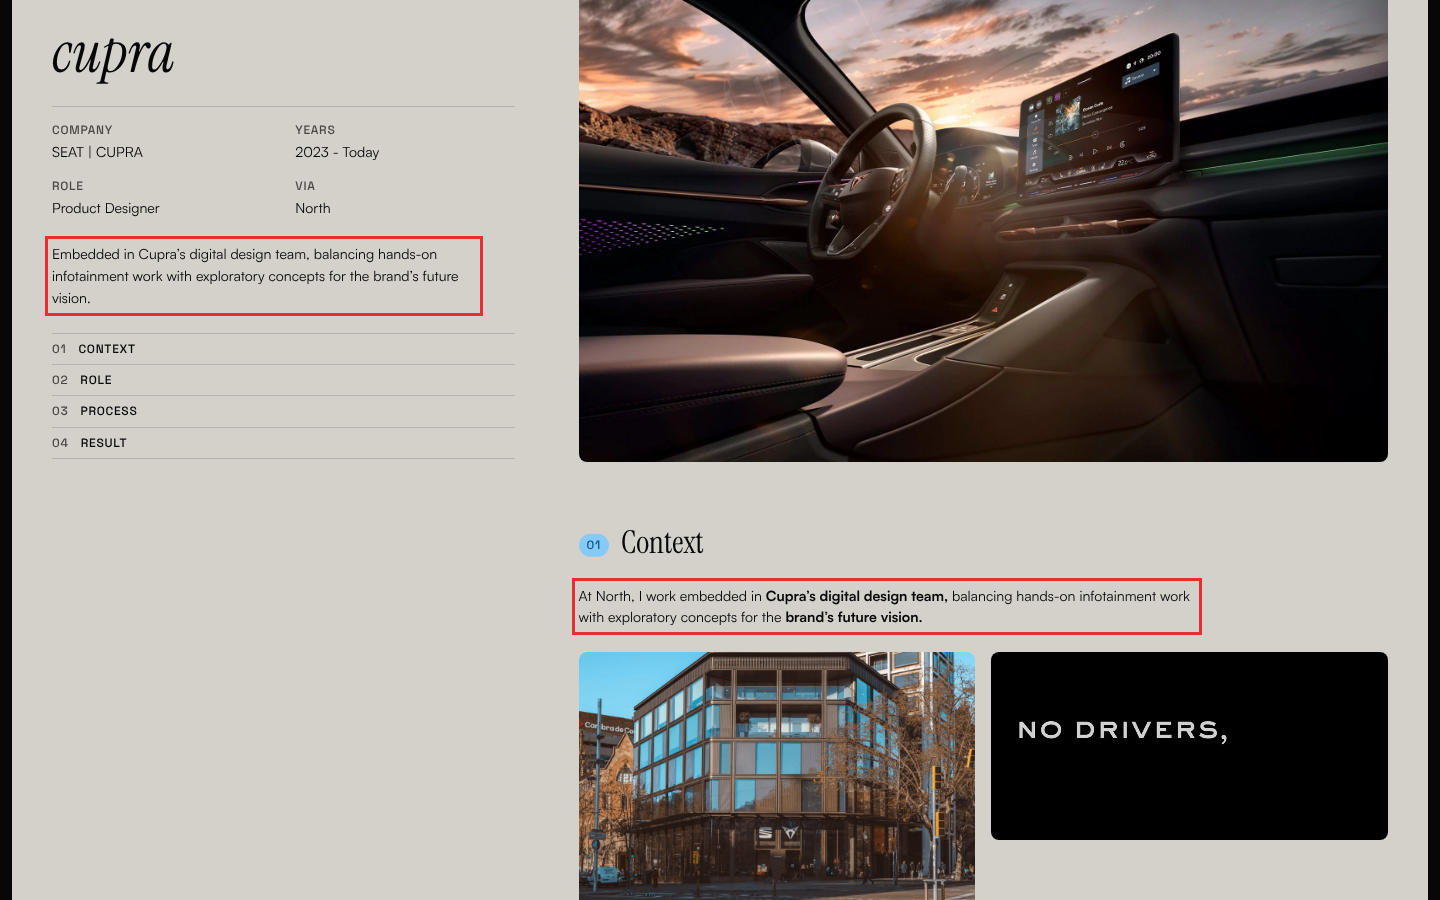 cupra
COMPANY
SEAT | CUPRA
YEARS
2023 - Today
ROLE
Product Designer
VIA
North
Embedded in Cupra’s digital design team, balancing hands-on
infotainment work with exploratory concepts for the brand’s future
vision.
01 CONTEXT
02 ROLE
03 PROCESS
04 RESULT
01 Context
At North, I work embedded in Cupra’s digital design team, balancing hands-on infotainment work
with exploratory concepts for the brand’s future vision.
NO DRIVERS,